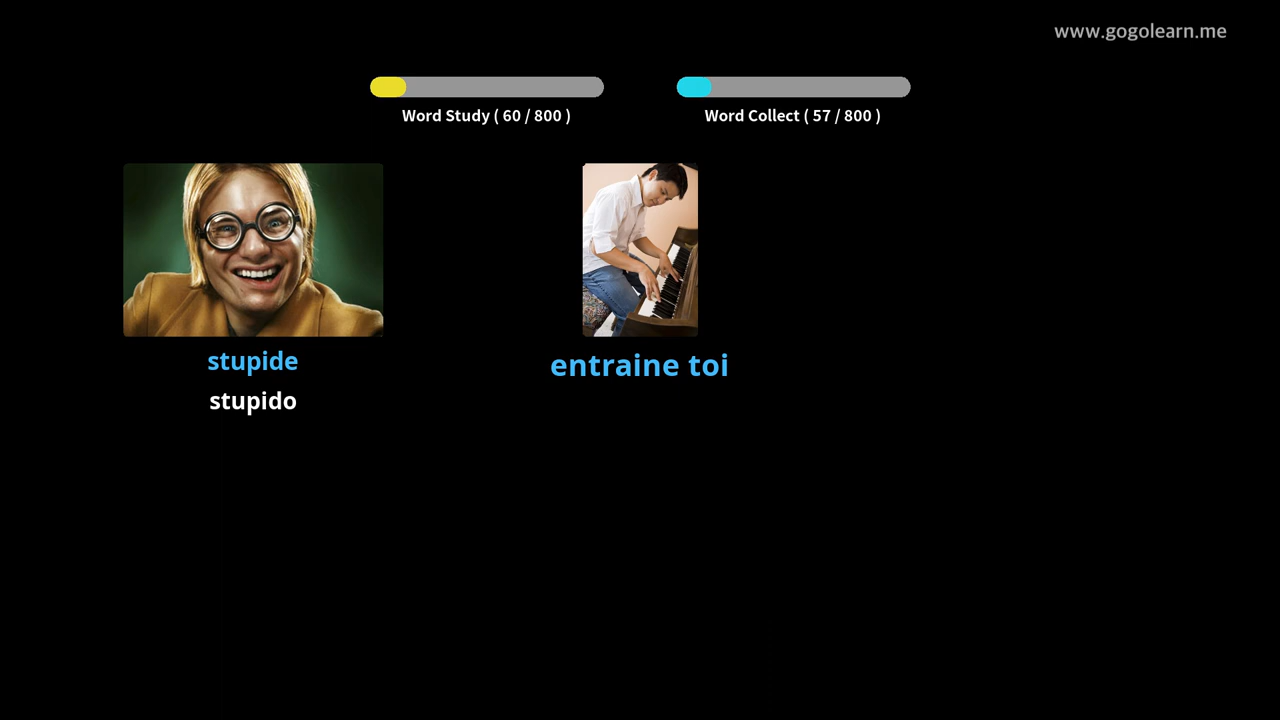 www.gogolearn.me
Word Study ( 60 / 800 )
Word Collect ( 57 / 800 )
stupide
stupido
entraine toi